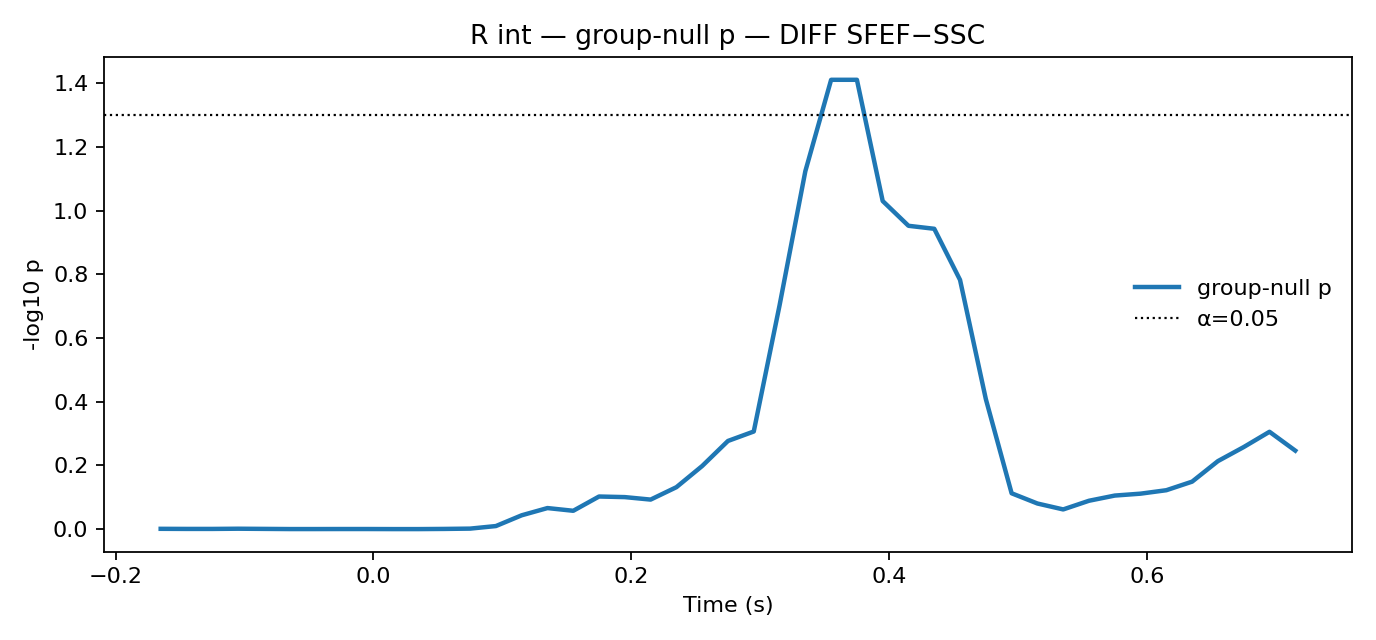 R int — group-null p — DIFF SFEF−SSC
-log10 p
1.4
1.2
1.0
0.8
0.6
0.4
0.2
0.0
group-null p
α=0.05
−0.2 0.0 0.2 0.4 0.6
Time (s)